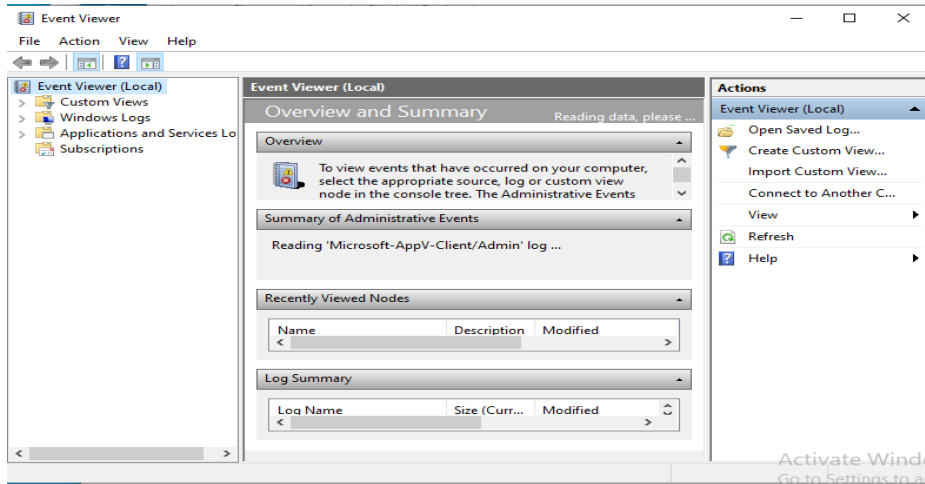 Event Viewer
File Action View Help
Event Viewer (Local)
Custom Views
Windows Logs
Applications and Services Lo
Subscriptions
Event Viewer (Local)
Overview and Summary Reading data, please ...
Overview
To view events that have occurred on your computer,
select the appropriate source, log or custom view
node in the console tree. The Administrative Events
Summary of Administrative Events
Reading 'Microsoft-AppV-Client/Admin' log ...
Recently Viewed Nodes
Name Description Modified
Log Summary
Log Name Size (Curr... Modified
Actions
Event Viewer (Local)
Open Saved Log...
Create Custom View...
Import Custom View...
Connect to Another C...
View
Refresh
Help
Activate Wind
Go to Settings to a